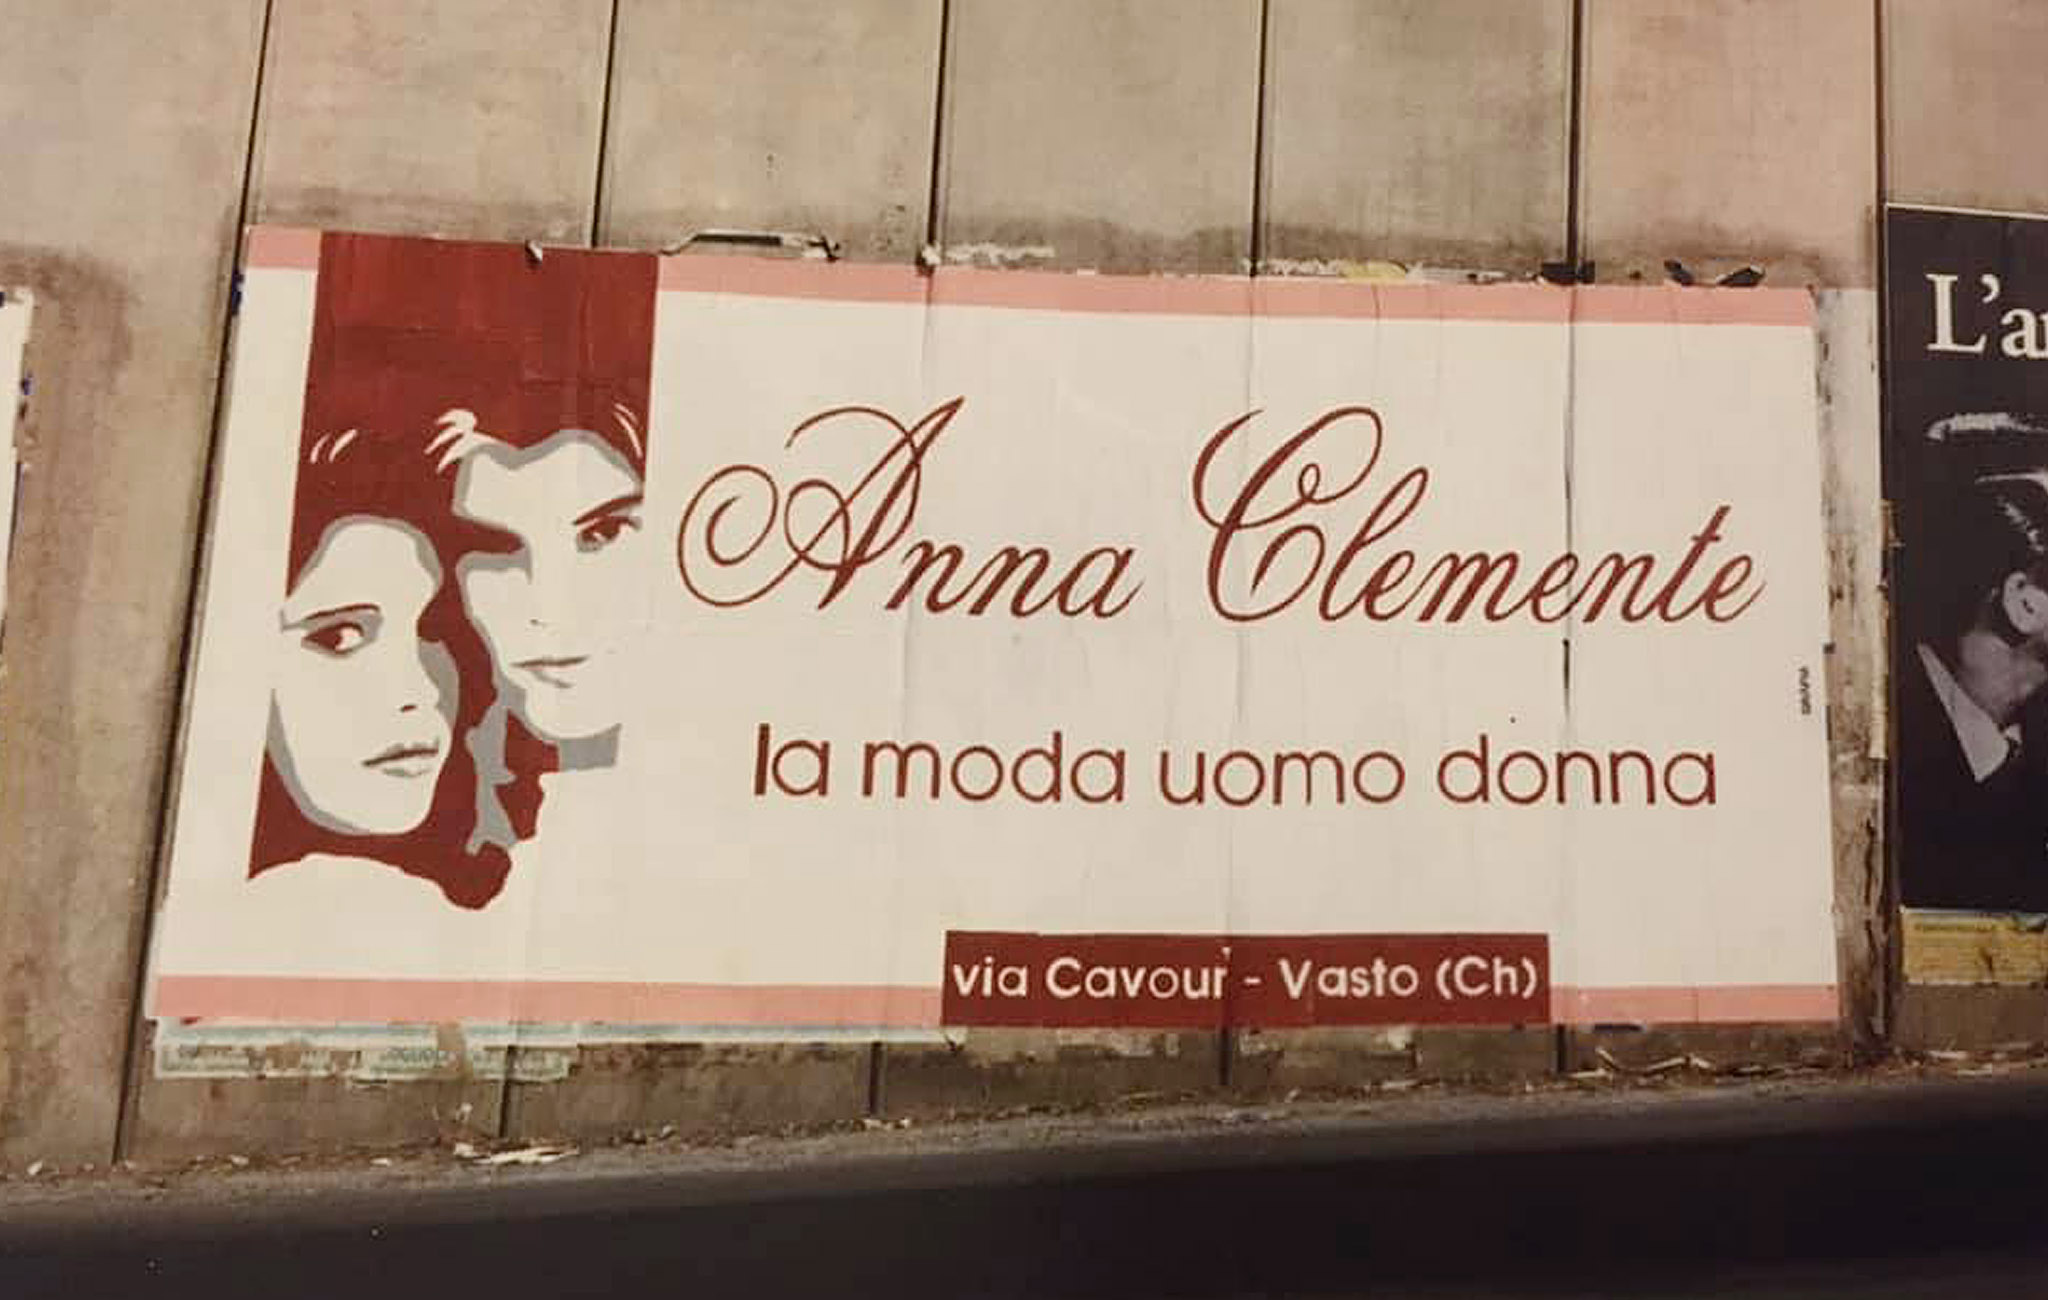 Anna Clemente
la moda uomo donna
via Cavour - Vasto (Ch)
L'a